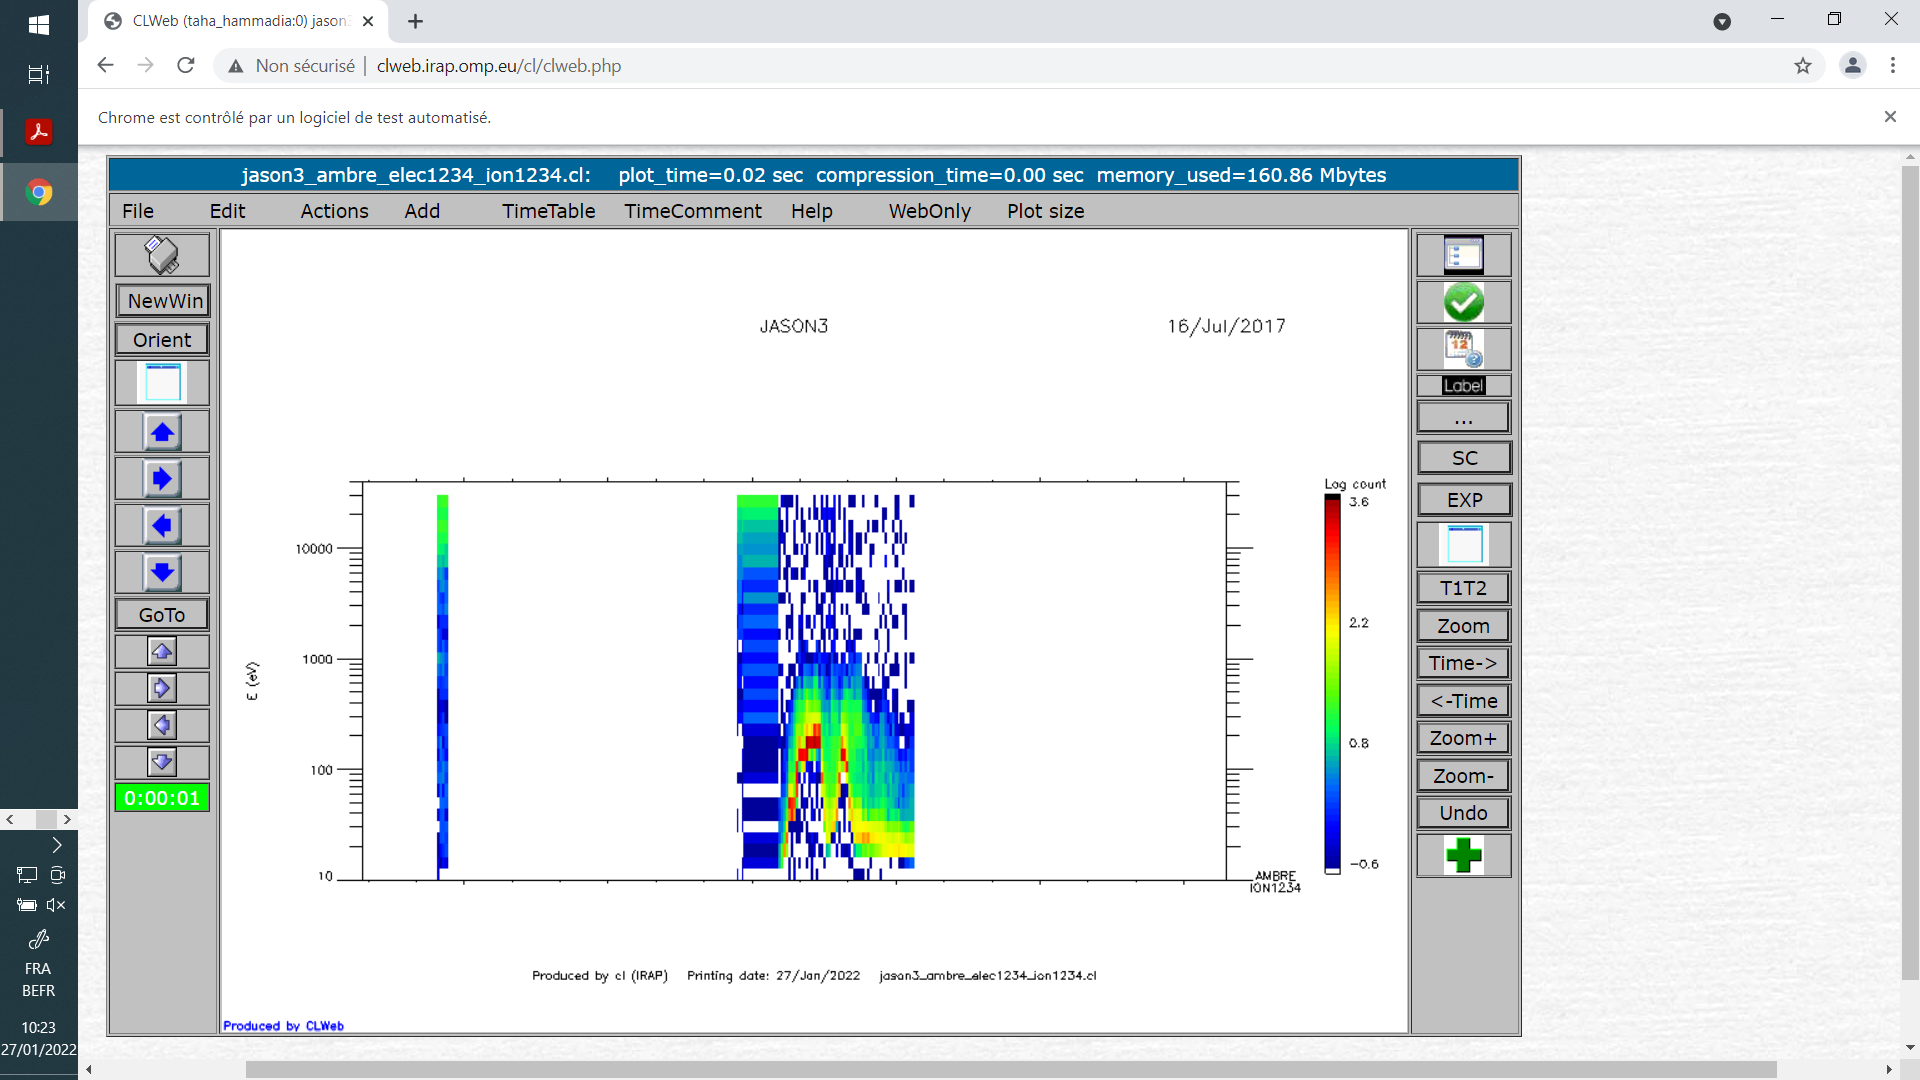 CLWeb (taha_hammadia:0) jason3
Non sécurisé | clweb.irap.omp.eu/cl/clweb.php
Chrome est contrôlé par un logiciel de test automatisé.
jason3_ambre_elec1234_ion1234.cl: plot_time=0.02 sec compression_time=0.00 sec memory_used=160.86 Mbytes
File Edit Actions Add TimeTable TimeComment Help WebOnly Plot size
NewWin
Orient
GoTo
0:00:01
JASON3 16/Jul/2017
E (eV)
10000
1000
100
10
Log count
3.6
2.2
0.8
-0.6
AMBRE
ION1234
Produced by cl (IRAP) Printing date: 27/Jan/2022 jason3_ambre_elec1234_ion1234.cl
Produced by CLWeb
12
Label
...
SC
EXP
T1T2
Zoom
Time->
<-Time
Zoom+
Zoom-
Undo
FRA
BEFR
10:23
27/01/2022